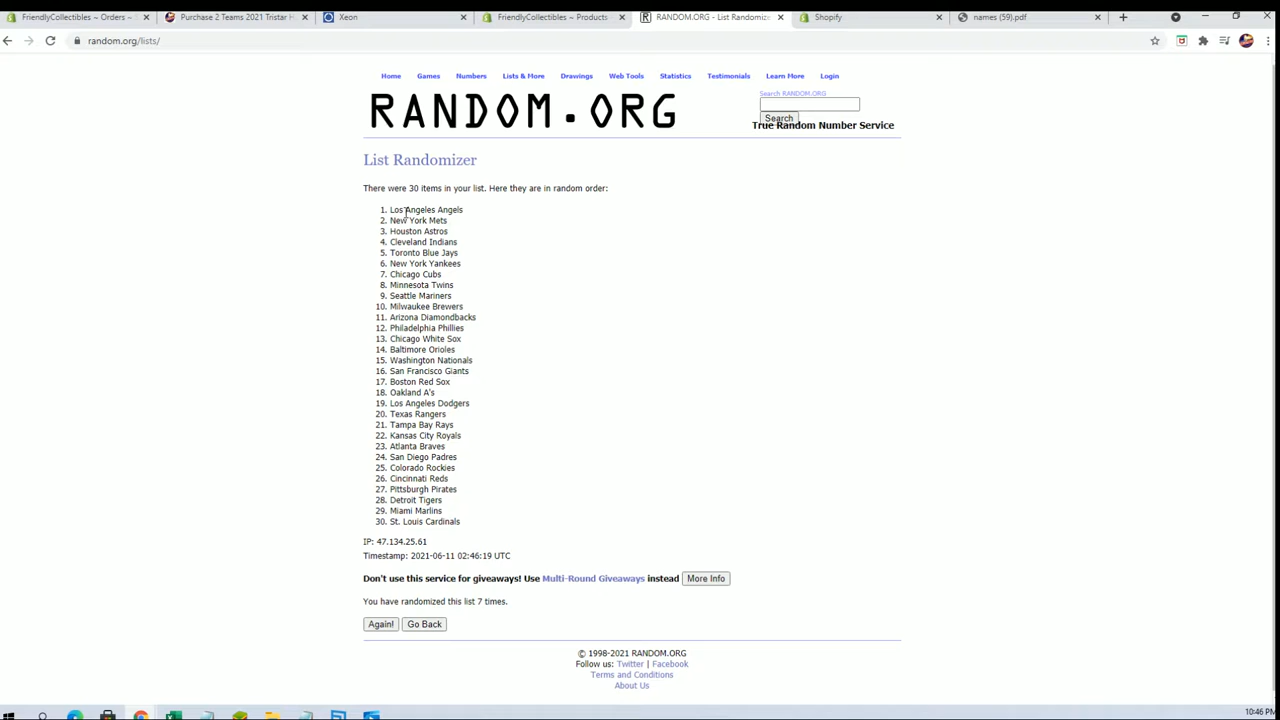 FriendlyCollectibles ~ Orders ~ S
Purchase 2 Teams 2021 Tristar H
Xeon
FriendlyCollectibles ~ Products
RANDOM.ORG - List Randomizer
Shopify
names (59).pdf
random.org/lists/
Home Games Numbers Lists & More Drawings Web Tools Statistics Testimonials Learn More Login
RANDOM.ORG
Search RANDOM.ORG
Search
True Random Number Service
List Randomizer
There were 30 items in your list. Here they are in random order:
1. Los Angeles Angels
2. New York Mets
3. Houston Astros
4. Cleveland Indians
5. Toronto Blue Jays
6. New York Yankees
7. Chicago Cubs
8. Minnesota Twins
9. Seattle Mariners
10. Milwaukee Brewers
11. Arizona Diamondbacks
12. Philadelphia Phillies
13. Chicago White Sox
14. Baltimore Orioles
15. Washington Nationals
16. San Francisco Giants
17. Boston Red Sox
18. Oakland A's
19. Los Angeles Dodgers
20. Texas Rangers
21. Tampa Bay Rays
22. Kansas City Royals
23. Atlanta Braves
24. San Diego Padres
25. Colorado Rockies
26. Cincinnati Reds
27. Pittsburgh Pirates
28. Detroit Tigers
29. Miami Marlins
30. St. Louis Cardinals
IP: 47.134.25.61
Timestamp: 2021-06-11 02:46:19 UTC
Don't use this service for giveaways! Use Multi-Round Giveaways instead More Info
You have randomized this list 7 times.
Again! Go Back
© 1998-2021 RANDOM.ORG
Follow us: Twitter | Facebook
Terms and Conditions
About Us
10:46 PM